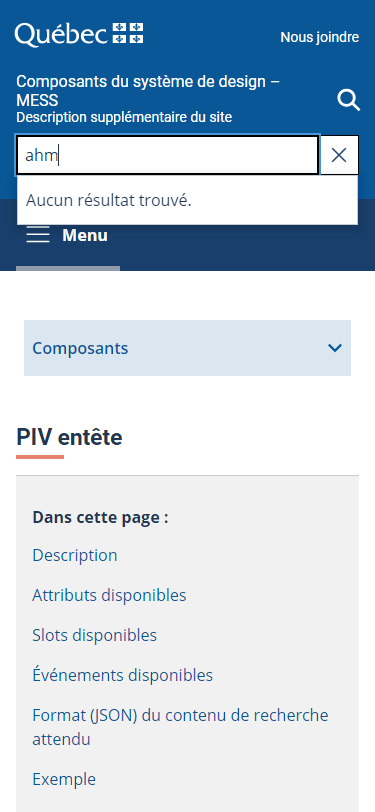 Québec
Nous joindre
Composants du système de design –
MESS
Description supplémentaire du site
ahm
Aucun résultat trouvé.
Menu
Composants
PIV entête
Dans cette page :
Description
Attributs disponibles
Slots disponibles
Événements disponibles
Format (JSON) du contenu de recherche
attendu
Exemple